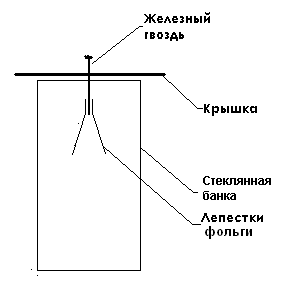 Железный
гвоздь
Крышка
Стеклянная
банка
Лепестки
фольги